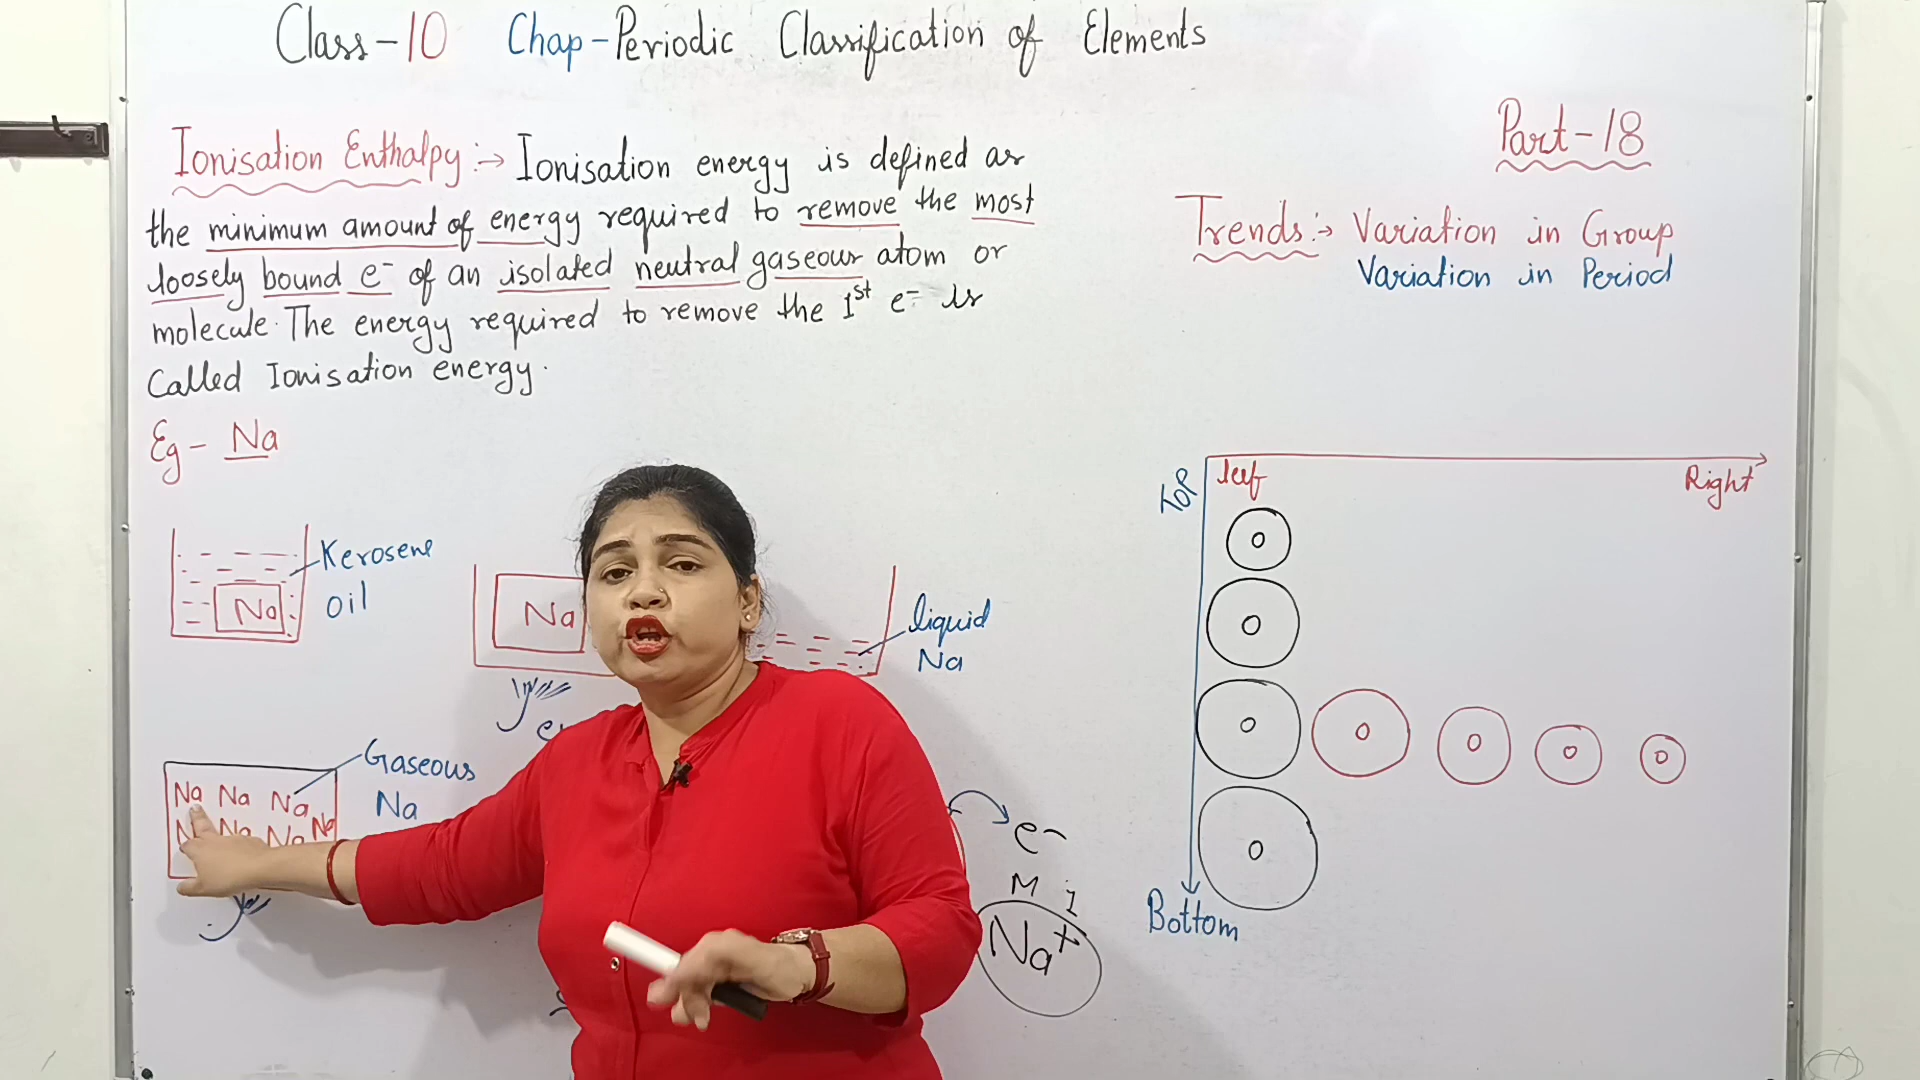 Class-10 Chap-Periodic Classification of Elements
Part-18
Ionisation Enthalpy:→ Ionisation energy is defined as
the minimum amount of energy required to remove the most
loosely bound e⁻ of an isolated neutral gaseous atom or
molecule. The energy required to remove the 1st e⁻ is
Called Ionisation energy.
Eg- Na
Kerosene
oil
Na
Na
liquid
Na
Gaseous
Na
Na Na Na
Na Na Na
e⁻
M
Na⁺
Trends:→ Variation in Group
Variation in Period
Top
leef
Right
Bottom